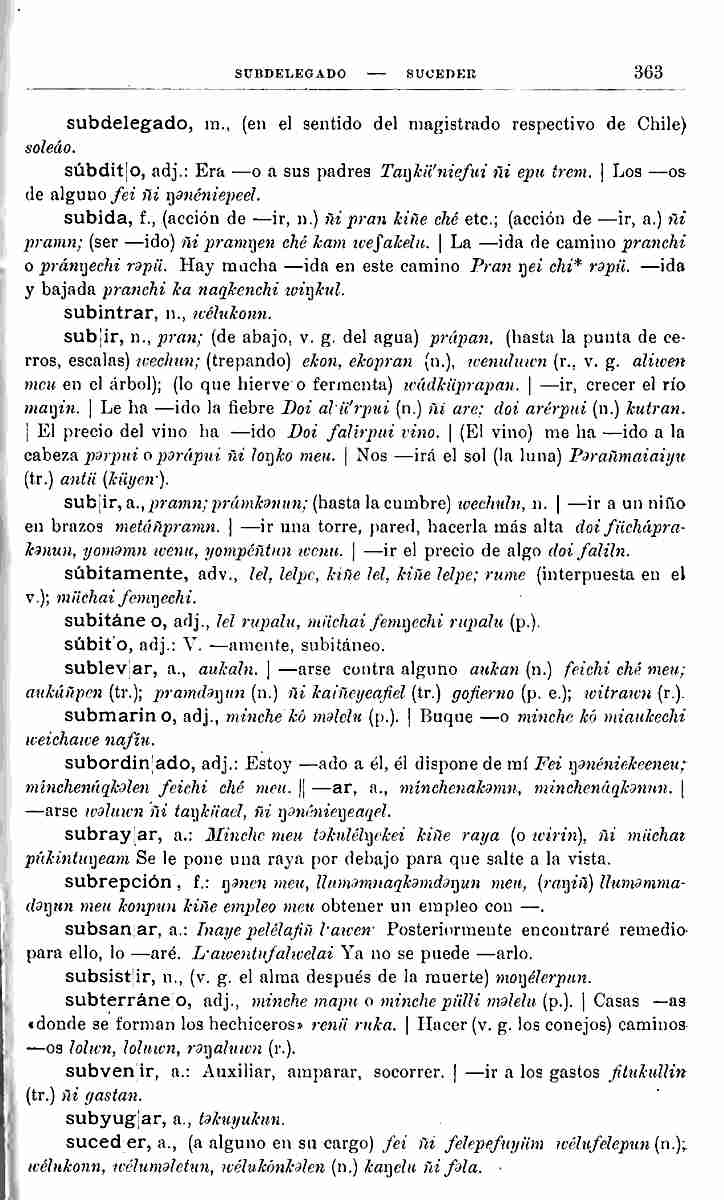 SUBDELEGADO — SUCEDER 363
subdelegado, m., (en el sentido del magistrado respectivo de Chile)
soleáo.
súbdit|o, adj.: Era —o a sus padres Taŋkü'niefui ñi epu trem. | Los —os
de alguno fei ñi ŋənéniepeel.
subida, f., (acción de —ir, n.) ñi pran kiñe ché etc.; (acción de —ir, a.) ñi
pramn; (ser —ido) ñi pramŋen ché kam weʃakelu. | La —ida de camino pranchi
o pránŋechi rəpü. Hay mucha —ida en este camino Pran ŋei chi* rəpü. —ida
y bajada pranchi ka naqkenchi wiŋkul.
subintrar, n., wélukonn.
sub|ir, n., pran; (de abajo, v. g. del agua) prápan, (hasta la punta de ce-
rros, escalas) wechun; (trepando) ekon, ekopran (n.), wenuluwn (r., v. g. aliwen
meu en el árbol); (lo que hierve o fermenta) wádküprapan. | —ir, crecer el río
maŋin. | Le ha —ido la fiebre Doi al·ü'rpui (n.) ñi are; doi arérpui (n.) kutran.
| El precio del vino ha —ido Doi falirpui vino. | (El vino) me ha —ido a la
cabeza pərpui o pərápui ñi loŋko meu. | Nos —irá el sol (la luna) Pərañmaiaiyu
(tr.) antü (küyen·).
sub|ir, a., pramn; prámkənun; (hasta la cumbre) wechuln, n. | —ir a un niño
en brazos metáñpramn. | —ir una torre, pared, hacerla más alta doi füchápra-
kənun, yoməmn wenu, yompéñtun wenu. | —ir el precio de algo doi faliln.
súbitamente, adv., lel, lelpe, kiñe lel, kiñe lelpe; rume (interpuesta en el
v.); müchai femŋechi.
subitáne o, adj., lel rupalu, müchai femŋechi rupalu (p.).
súbit o, adj.: V. —amente, subitáneo.
sublev|ar, a., aukaln. | —arse contra alguno aukan (n.) feichi ché meu;
aukáñpen (tr.); pramdəŋun (n.) ñi kaiñeyeafiel (tr.) gofierno (p. e.); witrawn (r.).
submarin o, adj., minche kó məlelu (p.). | Buque —o minche kó miaukechi
weichawe nafiu.
subordin|ado, adj.: Estoy —ado a él, él dispone de mí Fei ŋənéniekeeneu;
minchenáqkəlen feichi ché meu. || —ar, a., mínchenakəmn, minchenáqkənun. |
—arse wəluwn ñi taŋküael, ñi ŋənénieŋeaqel.
subray|ar, a.: Minche meu təkulélŋekei kiñe raya (o wirin), ñi müchai
púkintuŋeam Se le pone una raya por debajo para que salte a la vista.
subrepción, f.: ŋənen meu, llumәmnaqkəmdəŋun meu, (raŋiñ) llumәmma-
dəŋun meu konpun kiñe empleo meu obtener un empleo con —.
subsan ar, a.: Inaye pelélafiñ l·awen· Posteriormente encontraré remedio
para ello, lo —aré. L·awentufalwelai Ya no se puede —arlo.
subsist|ir, n., (v. g. el alma después de la muerte) moŋélerpun.
subterráne o, adj., minche mapu o minche pülli məlelu (p.). | Casas —as
«donde se forman los hechiceros» renü ruka. | Hacer (v. g. los conejos) caminos
—os lolwn, loluwn, rəŋaluwn (r.).
subven ir, a.: Auxiliar, amparar, socorrer. | —ir a los gastos fitukullin
(tr.) ñi gastan.
subyug|ar, a., təkuyukun.
suced er, a., (a alguno en su cargo) fei ñi felepefuyüm wélufelepun (n.);
wélukonn, wéluməletun, wélukónkəlen (n.) kaŋelu ñi fəla.